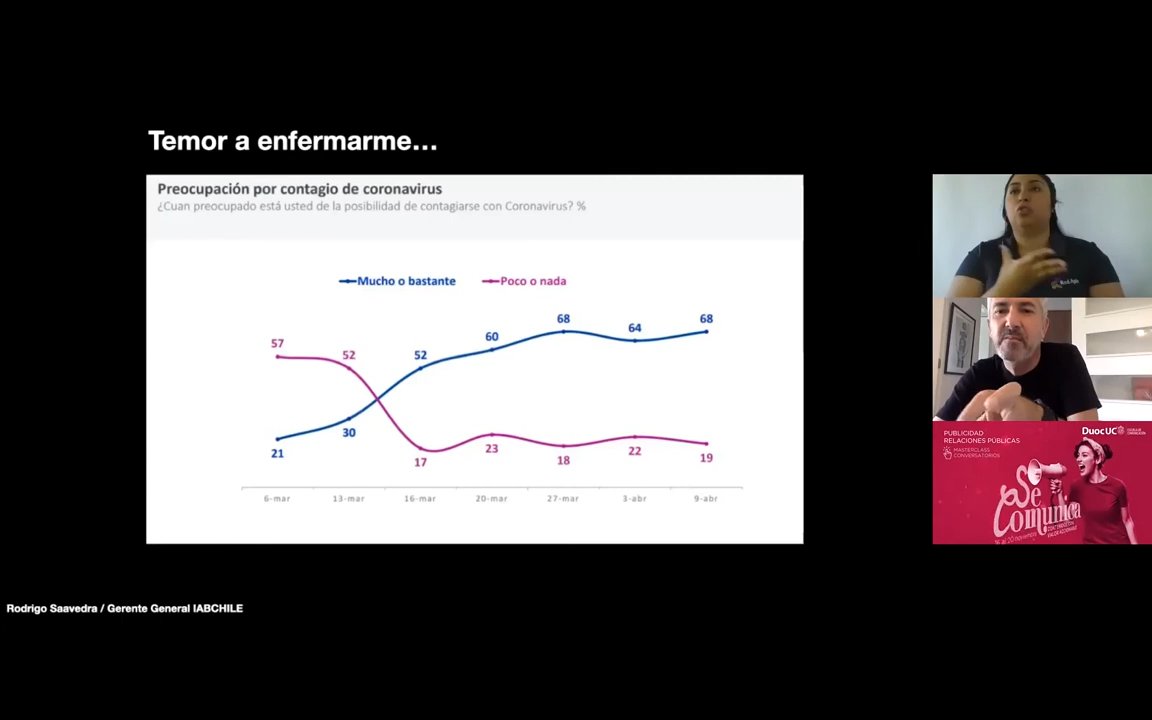 Temor a enfermarme...
Preocupación por contagio de coronavirus
¿Cuan preocupado está usted de la posibilidad de contagiarse con Coronavirus? %
Mucho o bastante Poco o nada
57 52 52 60 68 64 68
21 30 17 23 18 22 19
6-mar 13-mar 16-mar 20-mar 27-mar 3-abr 9-abr
PUBLICIDAD
RELACIONES PÚBLICAS
MASTERCLASS
CONVERSATORIOS
DuocUC
Se
Comunica
Rodrigo Saavedra / Gerente General IABCHILE